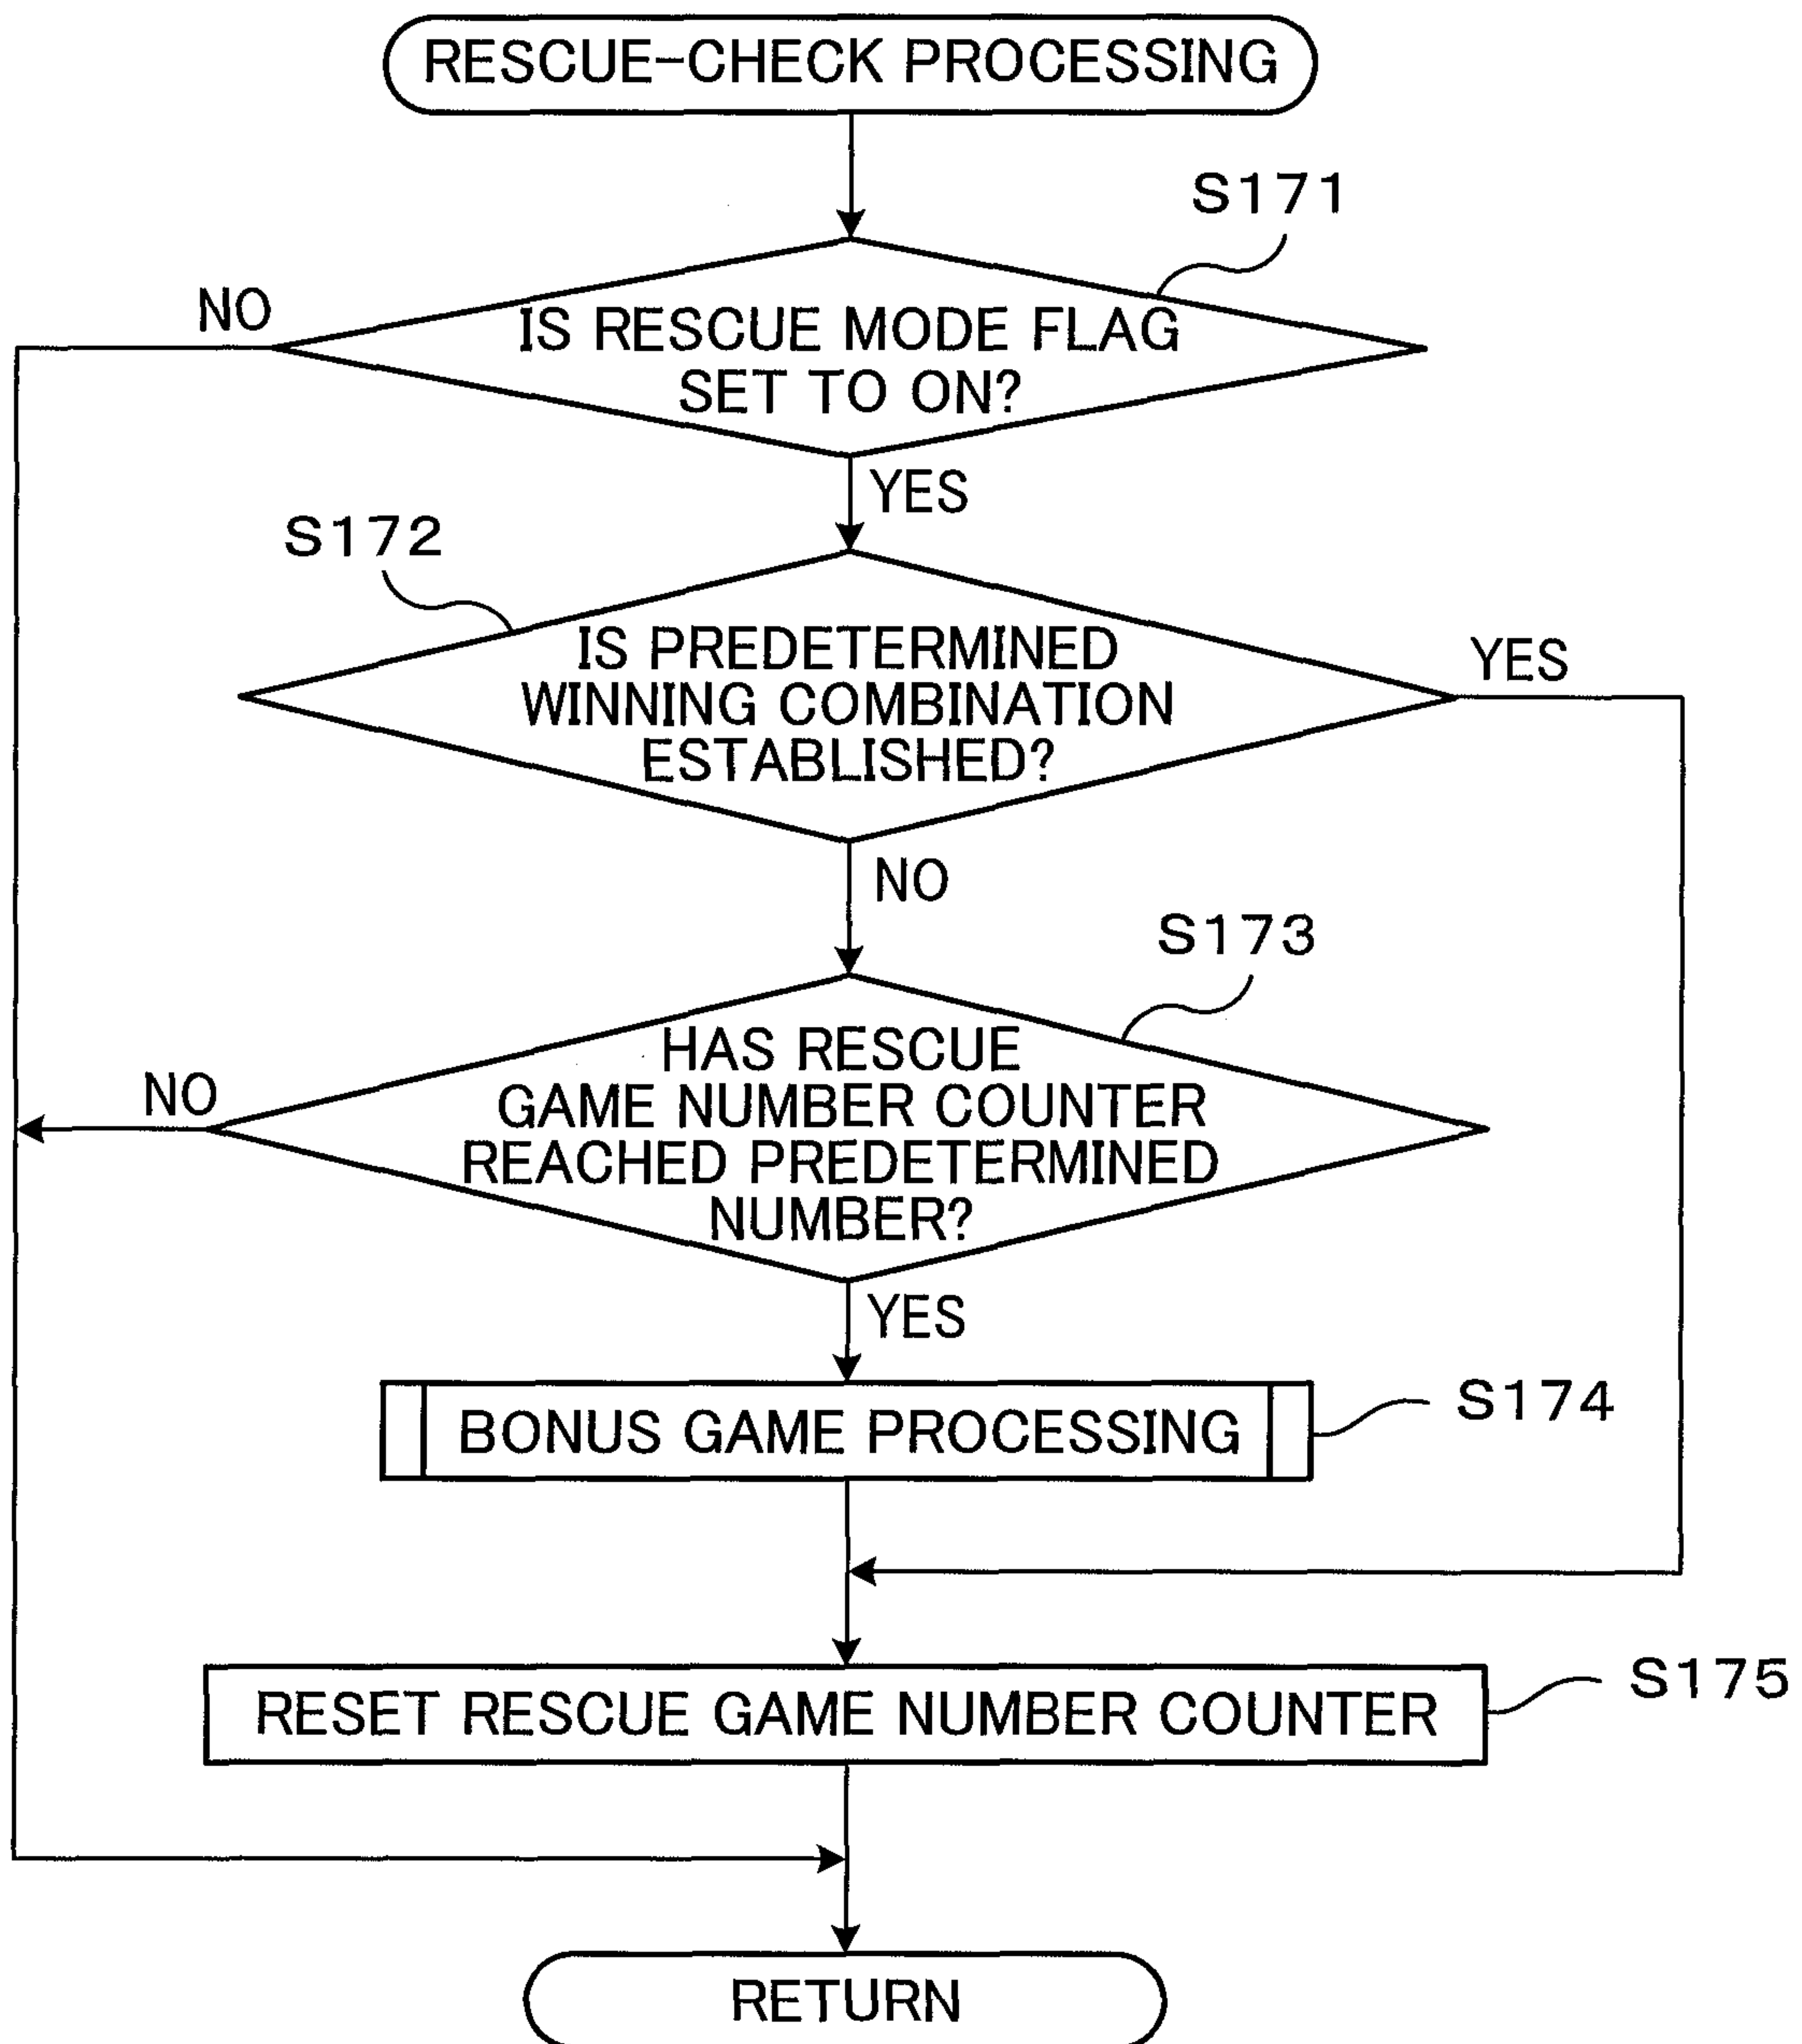 RESCUE-CHECK PROCESSING
S171
NO
IS RESCUE MODE FLAG
SET TO ON?
YES
S172
IS PREDETERMINED
WINNING COMBINATION
ESTABLISHED?
YES
NO
S173
HAS RESCUE
GAME NUMBER COUNTER
REACHED PREDETERMINED
NUMBER?
NO
YES
BONUS GAME PROCESSING
S174
RESET RESCUE GAME NUMBER COUNTER
S175
RETURN